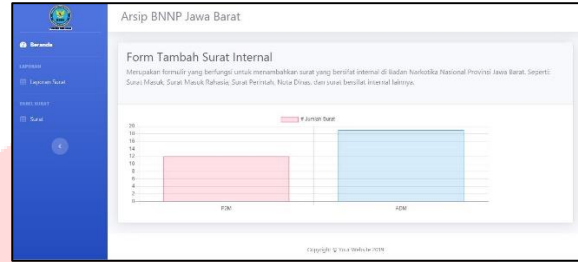 Arsip BNNP Jawa Barat
Beranda
LAPORAN
Laporan Surat
Surat
Form Tambah Surat Internal
Merupakan formulir yang berfungsi untuk menambahkan surat yang bersifat internal di Badan Narkotika Nasional Provinsi Jawa Barat. Seperti:
Surat Masuk, Surat Masuk Rahasia, Surat Perintah, Nota Dinas, dan surat bersifat internal lainnya.
# Jumlah Surat
20
18
16
14
12
10
8
6
4
2
0
P2M
ADM
Copyright © Your Website 2019